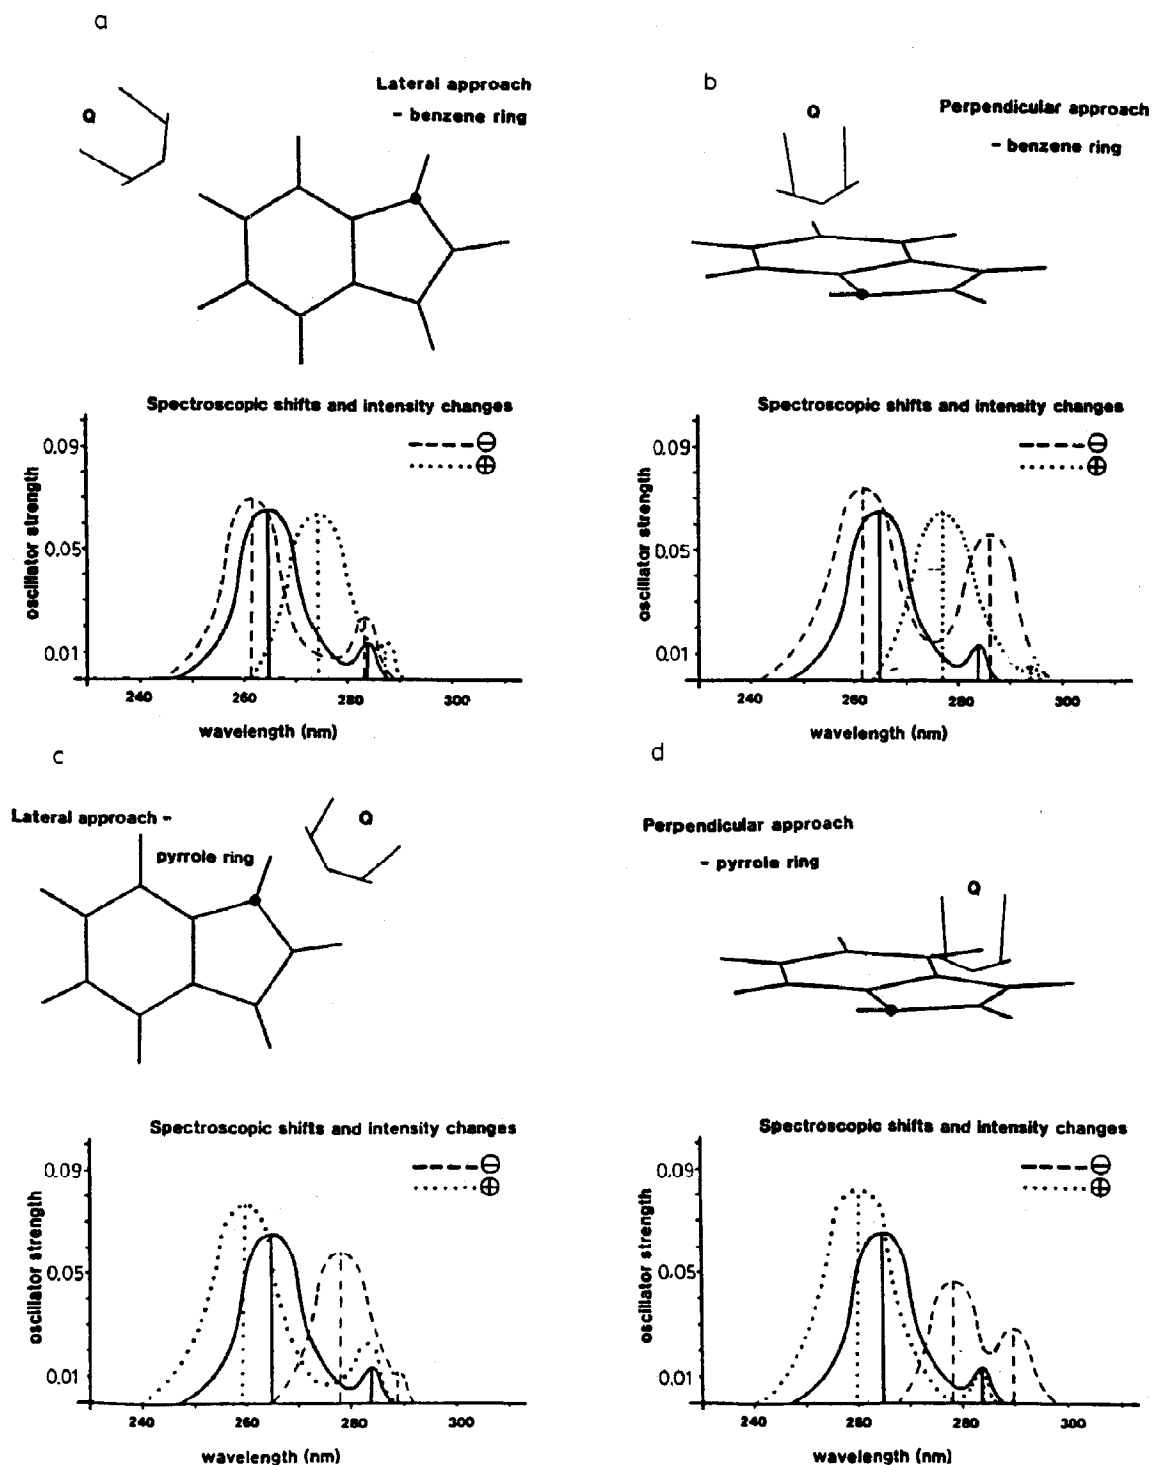 a
Lateral approach
- benzene ring
Q
Spectroscopic shifts and intensity changes
⊖
⊕
0.09
0.05
0.01
oscillator strength
240 260 280 300
wavelength (nm)
b
Perpendicular approach
- benzene ring
Q
Spectroscopic shifts and intensity changes
⊖
⊕
0.09
0.05
0.01
oscillator strength
240 260 280 300
wavelength (nm)
c
Lateral approach -
pyrrole ring
Q
Spectroscopic shifts and intensity changes
⊖
⊕
0.09
0.05
0.01
oscillator strength
240 260 280 300
wavelength (nm)
d
Perpendicular approach
- pyrrole ring
Q
Spectroscopic shifts and intensity changes
⊖
⊕
0.09
0.05
0.01
oscillator strength
240 260 280 300
wavelength (nm)